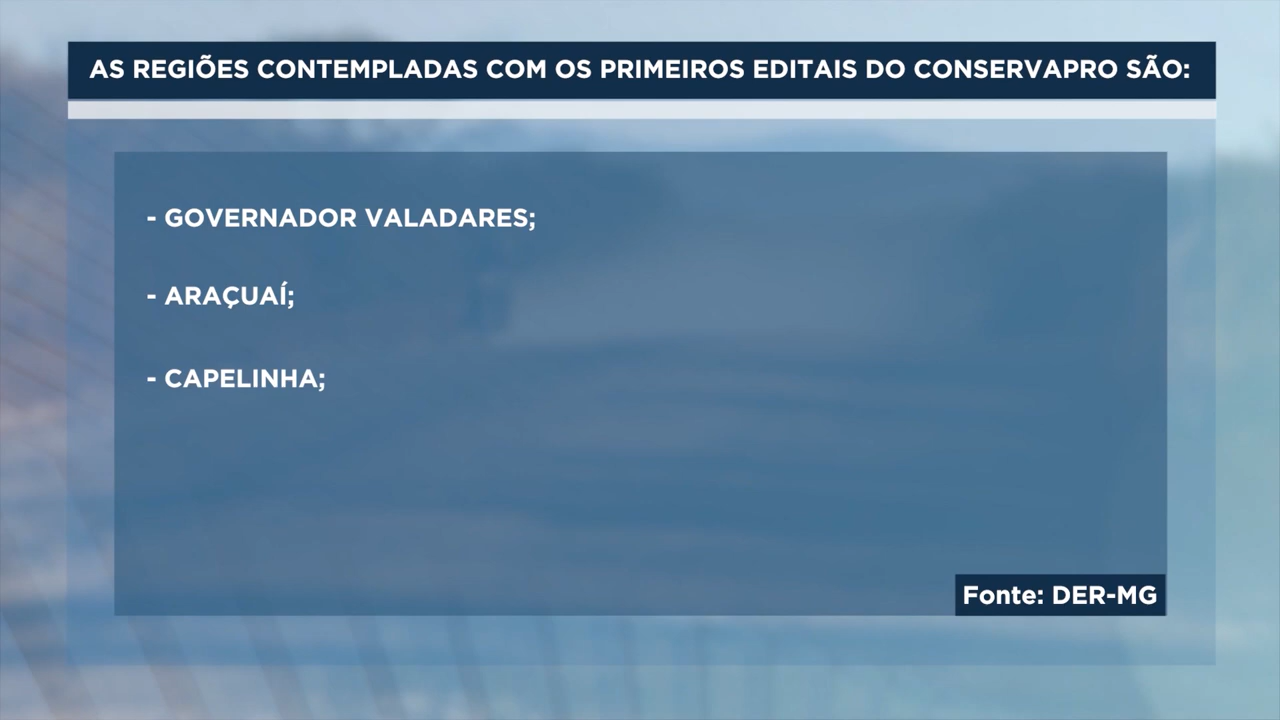 AS REGIÕES CONTEMPLADAS COM OS PRIMEIROS EDITAIS DO CONSERVAPRO SÃO:
- GOVERNADOR VALADARES;
- ARAÇUAÍ;
- CAPELINHA;
Fonte: DER-MG